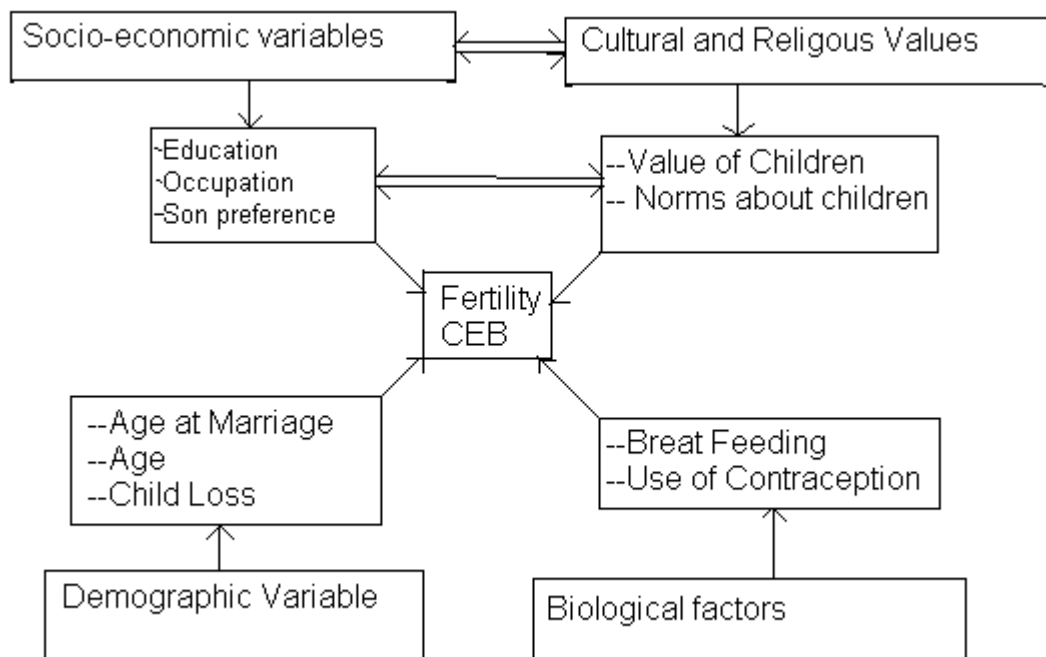 Socio-economic variables
Cultural and Religous Values
-Education
-Occupation
-Son preference
--Value of Children
-- Norms about children
Fertility
CEB
--Age at Marriage
--Age
--Child Loss
--Breat Feeding
--Use of Contraception
Demographic Variable
Biological factors